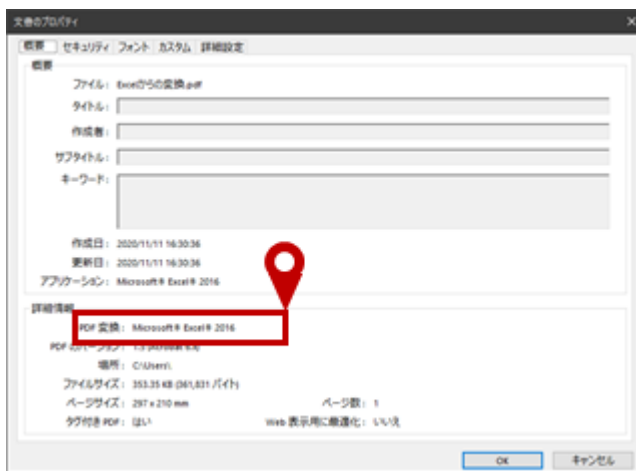 文書のプロパティ
概要 セキュリティ フォント カスタム 詳細設定
概要
ファイル： Excelからの変換.pdf
タイトル：
作成者：
サブタイトル：
キーワード：
作成日： 2020/11/11 16:30:36
更新日： 2020/11/11 16:30:36
アプリケーション： Microsoft® Excel® 2016
詳細情報
PDF 変換： Microsoft® Excel® 2016
PDF
場所： C:\Users\
ファイルサイズ： 353.35 KB (361,831 バイト)
ページサイズ： 297 x 210 mm ページ数： 1
タグ付き PDF： はい Web 表示用に最適化： いいえ
OK キャンセル